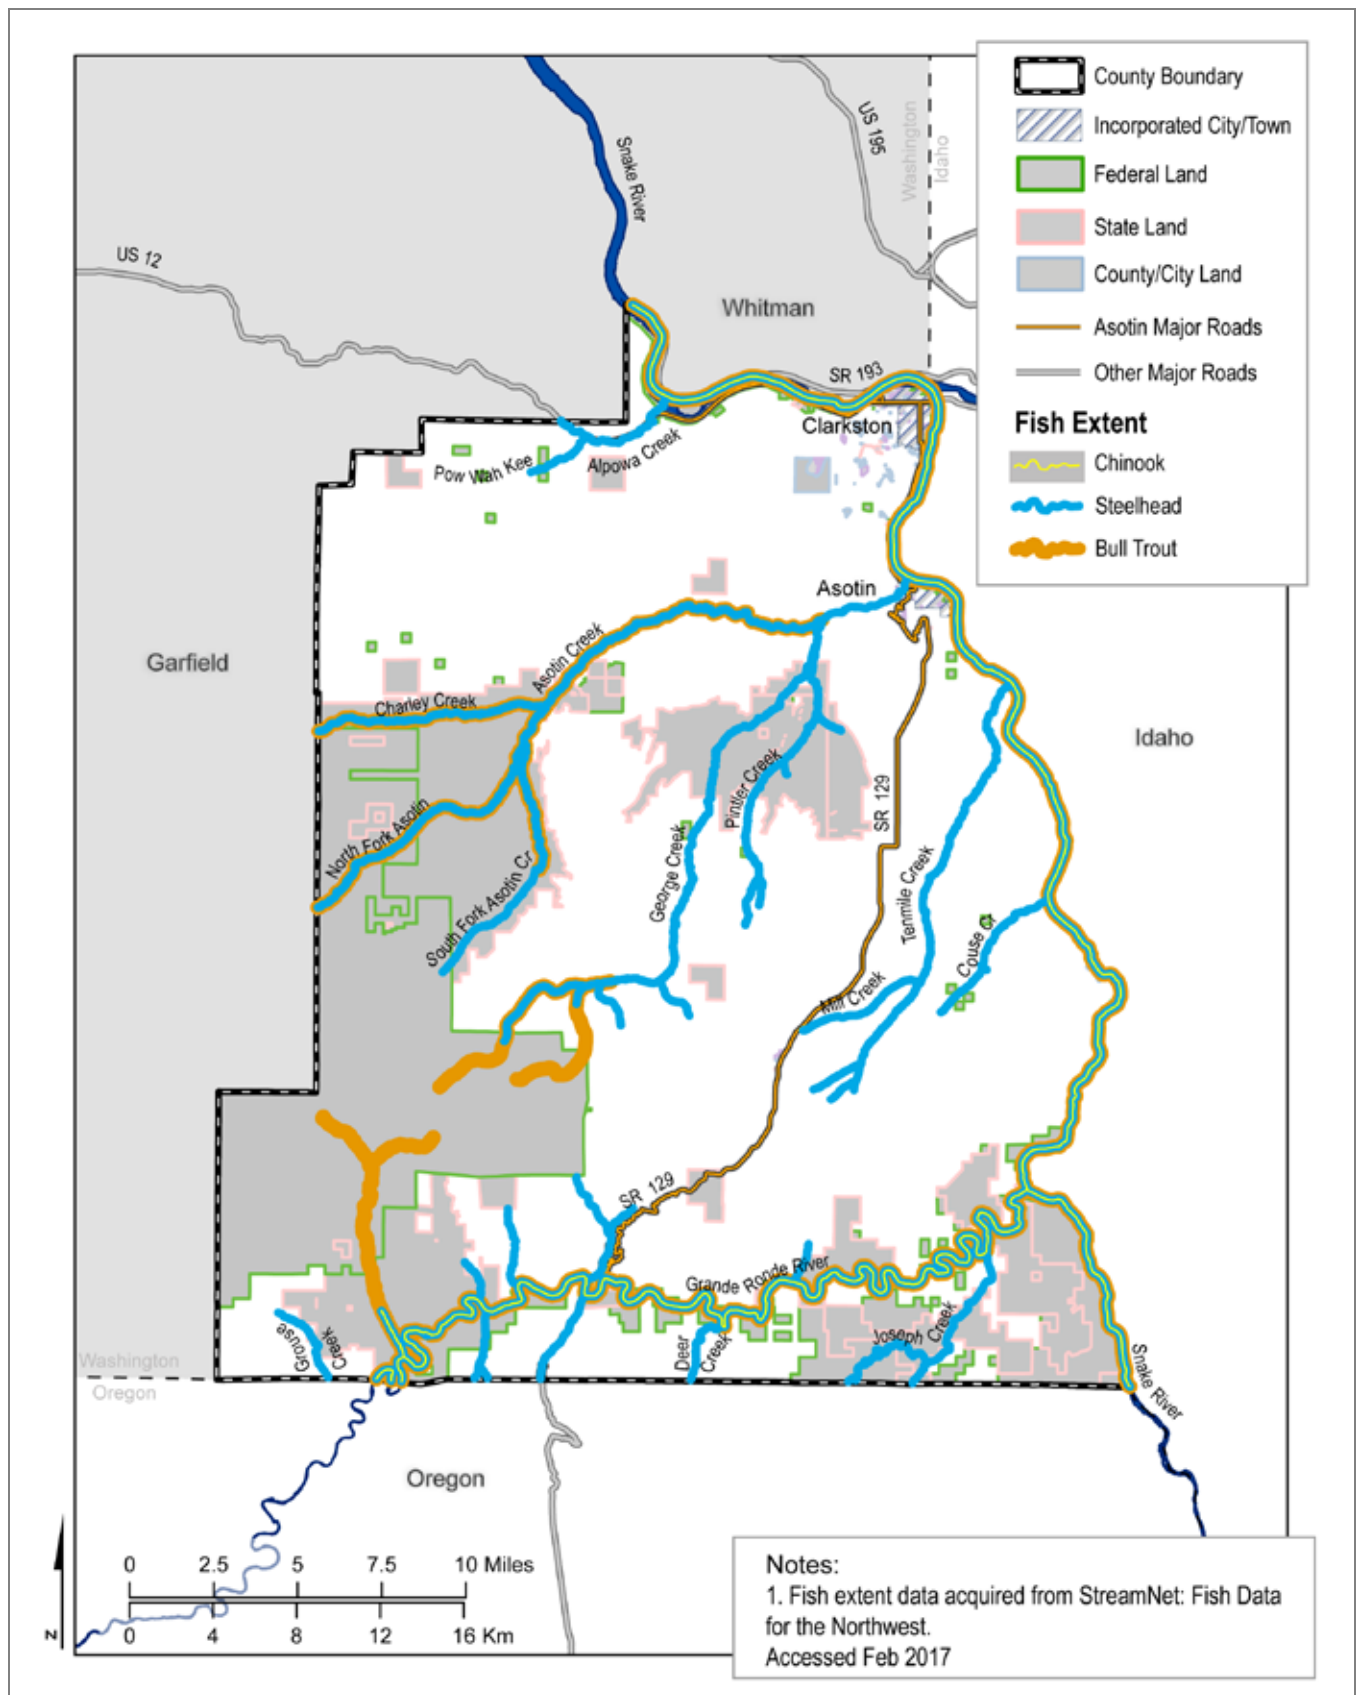 County Boundary
Incorporated City/Town
Federal Land
State Land
County/City Land
Asotin Major Roads
Other Major Roads
Fish Extent
Chinook
Steelhead
Bull Trout
US 195
Washington
Idaho
Snake River
US 12
Whitman
SR 193
Clarkston
Pow Wah Kee
Alpowa Creek
Asotin
Garfield
Asotin Creek
Charley Creek
Idaho
North Fork Asotin
South Fork Asotin Cr
George Creek
Pintler Creek
SR 129
Tenmile Creek
Couse Cr
Mill Creek
SR 129
Grande Ronde River
Grouse
Creek
Deer
Creek
Joseph Creek
Snake River
Washington
Oregon
Oregon
0 2.5 5 7.5 10 Miles
0 4 8 12 16 Km
N
Notes:
1. Fish extent data acquired from StreamNet: Fish Data
for the Northwest.
Accessed Feb 2017